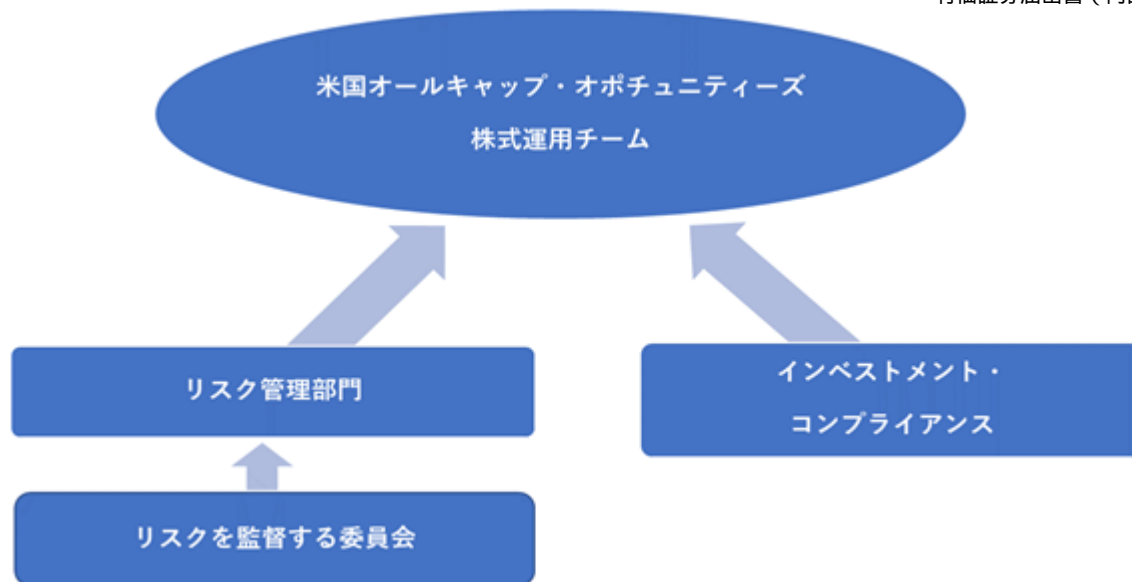 米国オールキャップ・オポチュニティーズ
株式運用チーム
リスク管理部門
インベストメント・
コンプライアンス
リスクを監督する委員会